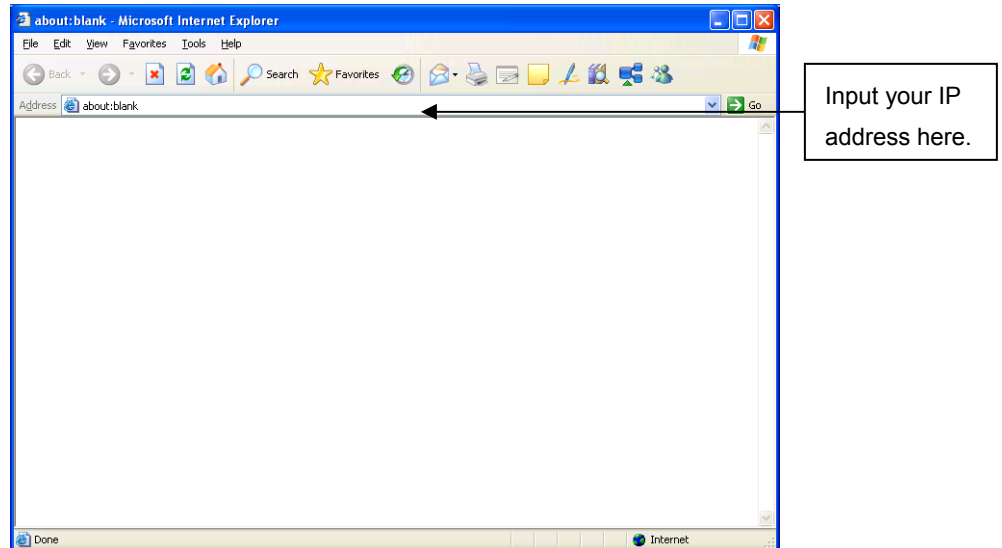 about:blank - Microsoft Internet Explorer
File Edit View Favorites Tools Help
Back Search Favorites
Address about:blank Go
Input your IP
address here.
Done Internet